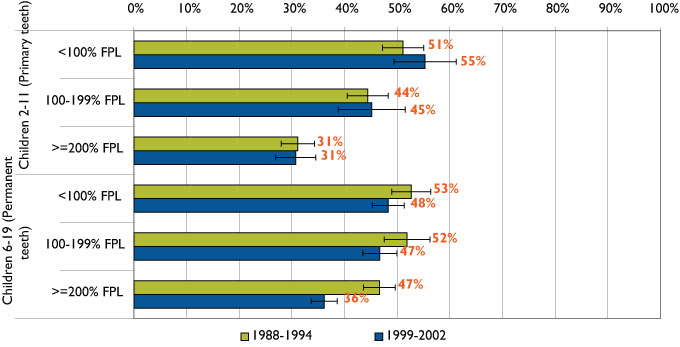 0% 10% 20% 30% 40% 50% 60% 70% 80% 90% 100%
Children 2-11 (Primary teeth)
<100% FPL
51%
55%
100-199% FPL
44%
45%
>=200% FPL
31%
31%
Children 6-19 (Permanent
teeth)
<100% FPL
53%
48%
100-199% FPL
52%
47%
>=200% FPL
47%
36%
1988-1994 1999-2002